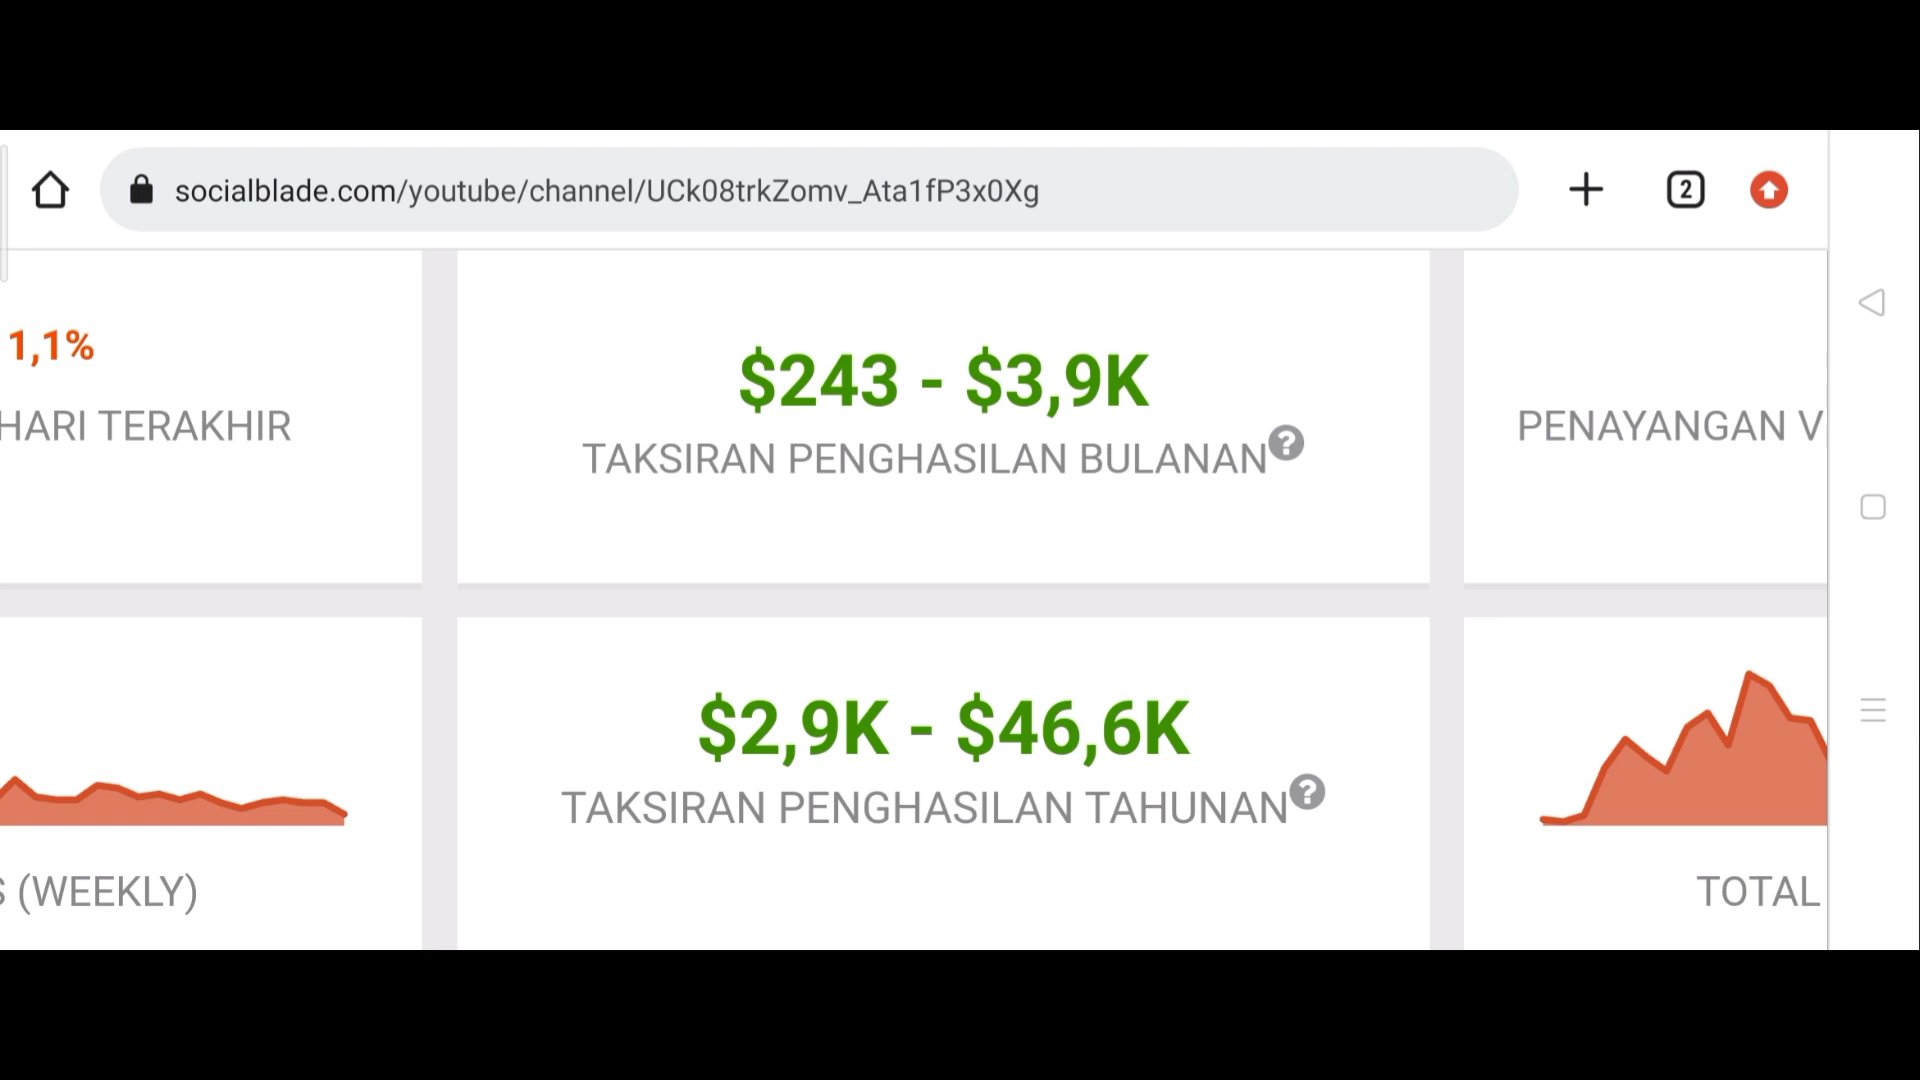 socialblade.com/youtube/channel/UCk08trkZomv_Ata1fP3x0Xg
2
1,1%
HARI TERAKHIR
$243 - $3,9K
TAKSIRAN PENGHASILAN BULANAN
?
PENAYANGAN V
$2,9K - $46,6K
TAKSIRAN PENGHASILAN TAHUNAN
?
S (WEEKLY)
TOTAL